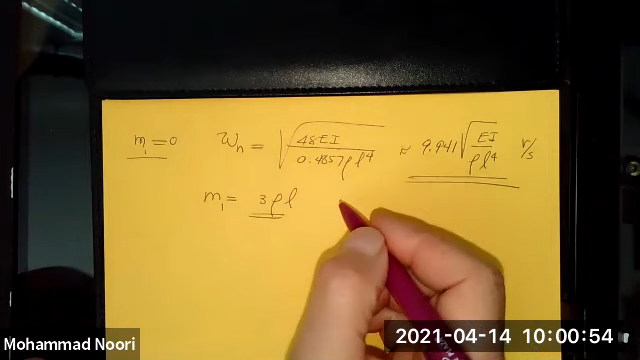 m₁ = 0   ωₙ = √(48EI / 0.4857ρl⁴) ≈ 9.941 √(EI / ρl⁴) r/s
m₁ = 3ρl
Mohammad Noori
2021-04-14 10:00:54